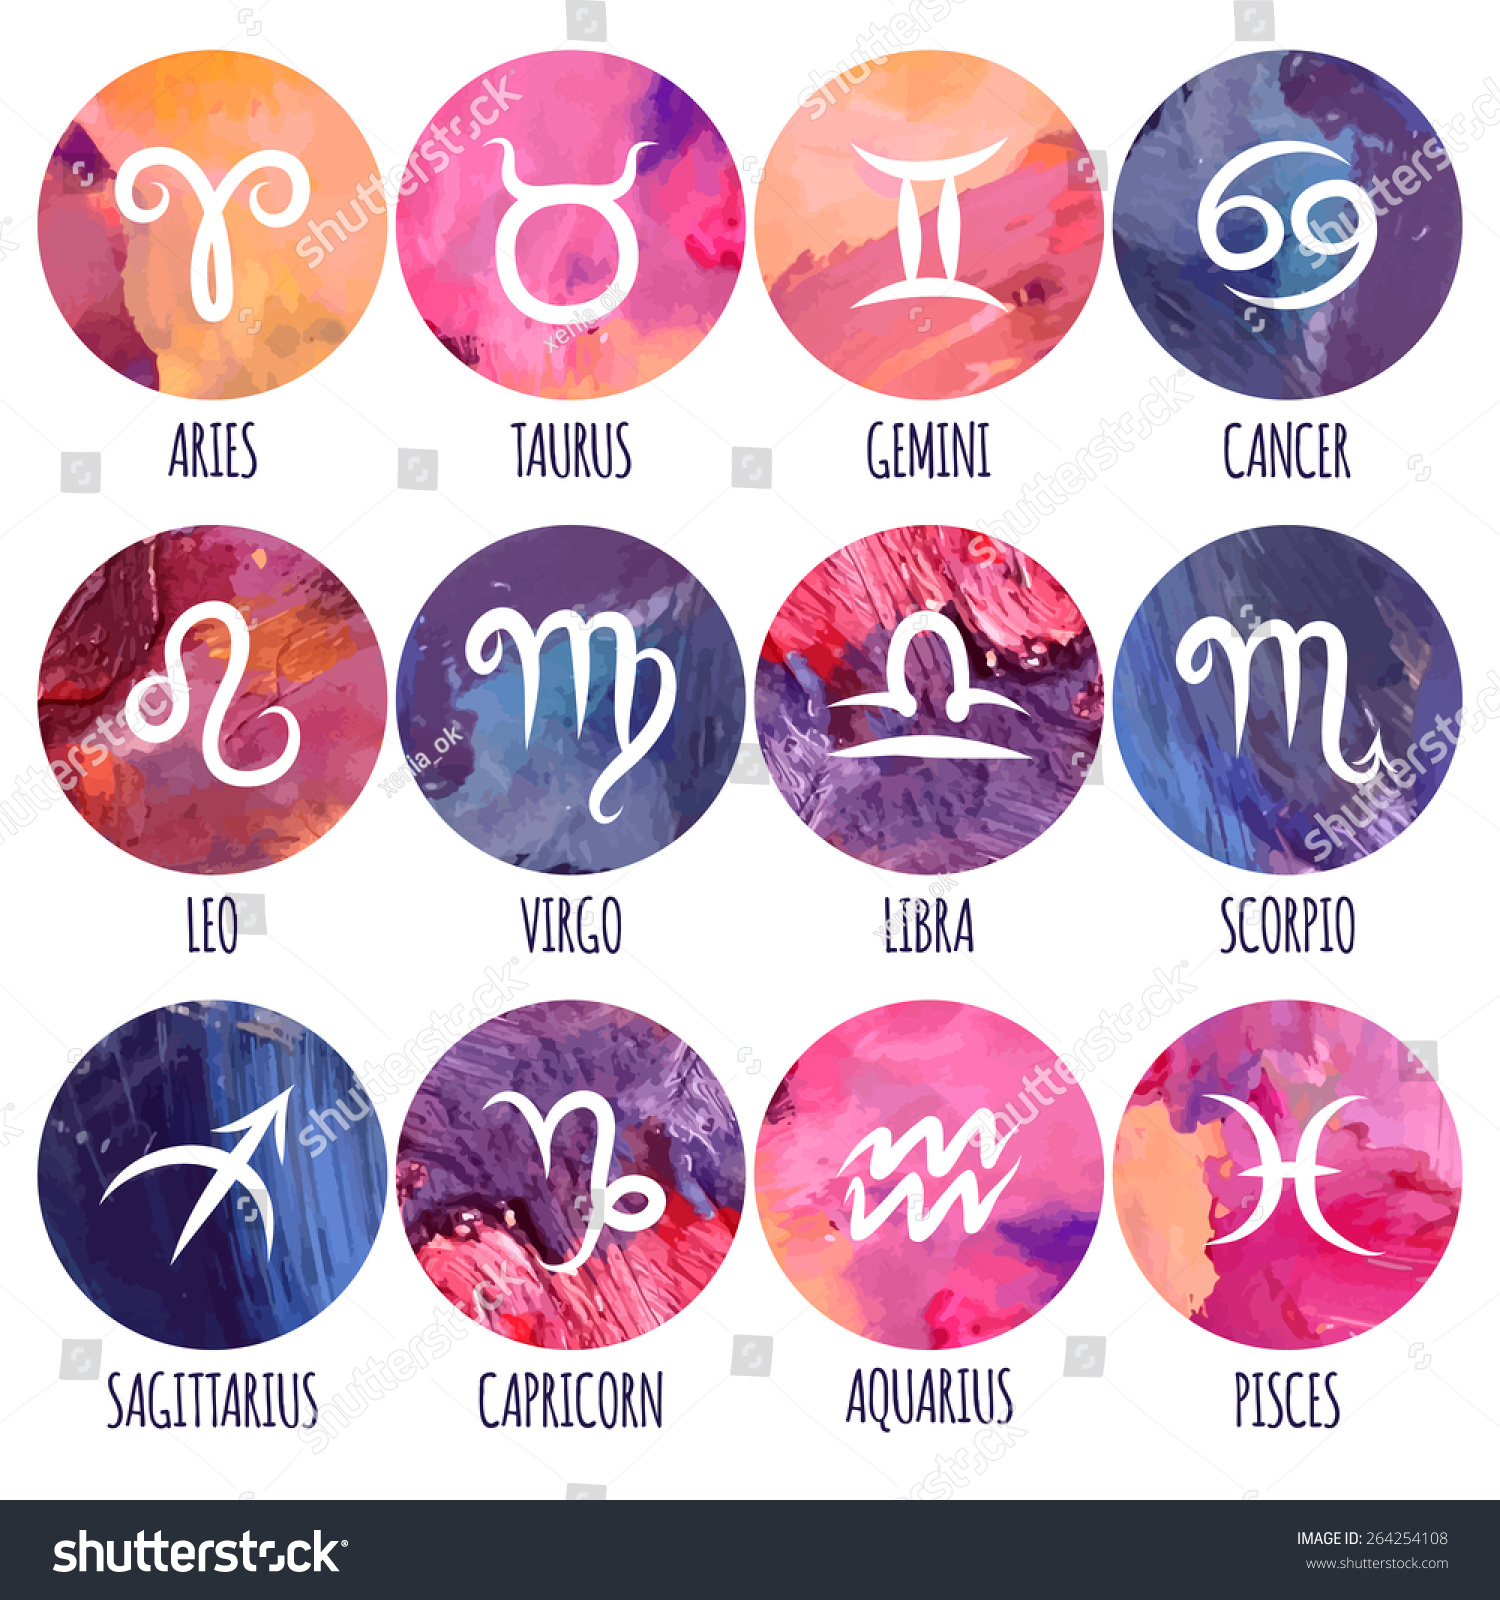 ARIES TAURUS GEMINI CANCER
LEO VIRGO LIBRA SCORPIO
SAGITTARIUS CAPRICORN AQUARIUS PISCES
shutterstock
xenia_ok
shutterstock
IMAGE ID: 264254108
www.shutterstock.com